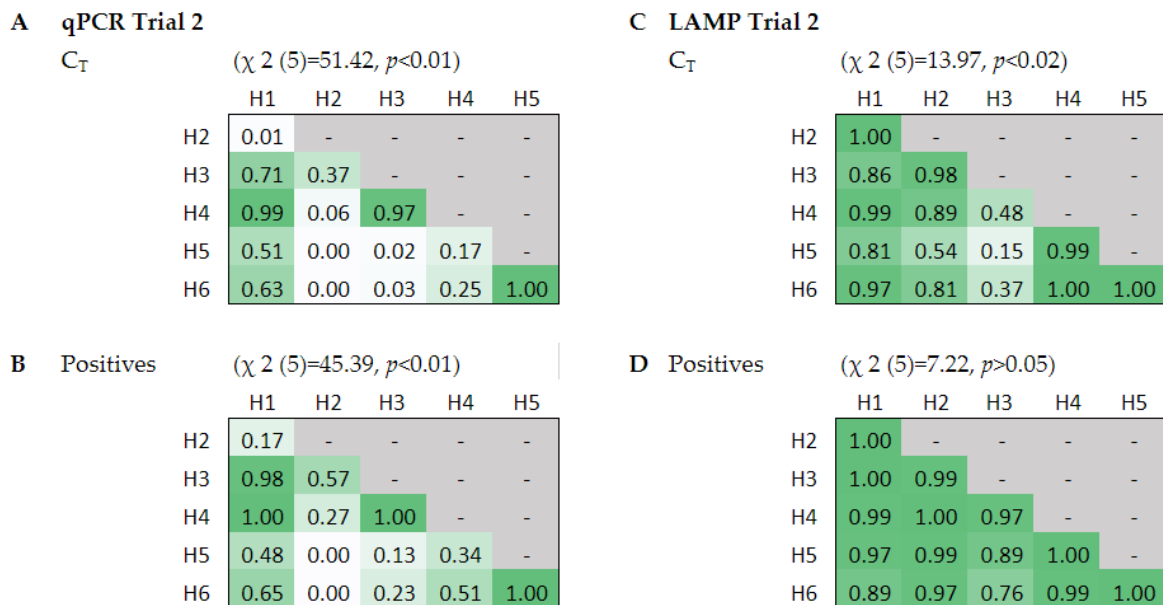 A qPCR Trial 2
CT (χ 2 (5)=51.42, p<0.01)
H1 H2 H3 H4 H5
H2 0.01 - - - -
H3 0.71 0.37 - - -
H4 0.99 0.06 0.97 - -
H5 0.51 0.00 0.02 0.17 -
H6 0.63 0.00 0.03 0.25 1.00
B Positives (χ 2 (5)=45.39, p<0.01)
H1 H2 H3 H4 H5
H2 0.17 - - - -
H3 0.98 0.57 - - -
H4 1.00 0.27 1.00 - -
H5 0.48 0.00 0.13 0.34 -
H6 0.65 0.00 0.23 0.51 1.00
C LAMP Trial 2
CT (χ 2 (5)=13.97, p<0.02)
H1 H2 H3 H4 H5
H2 1.00 - - - -
H3 0.86 0.98 - - -
H4 0.99 0.89 0.48 - -
H5 0.81 0.54 0.15 0.99 -
H6 0.97 0.81 0.37 1.00 1.00
D Positives (χ 2 (5)=7.22, p>0.05)
H1 H2 H3 H4 H5
H2 1.00 - - - -
H3 1.00 0.99 - - -
H4 0.99 1.00 0.97 - -
H5 0.97 0.99 0.89 1.00 -
H6 0.89 0.97 0.76 0.99 1.00